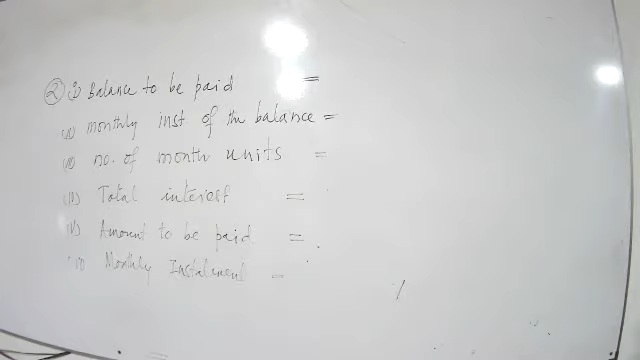 ② i) Balance to be paid =
ii) monthly inst of the balance =
iii) no. of month units =
iv) Total interest =
v) Amount to be paid =
vi) Monthly Instalment =